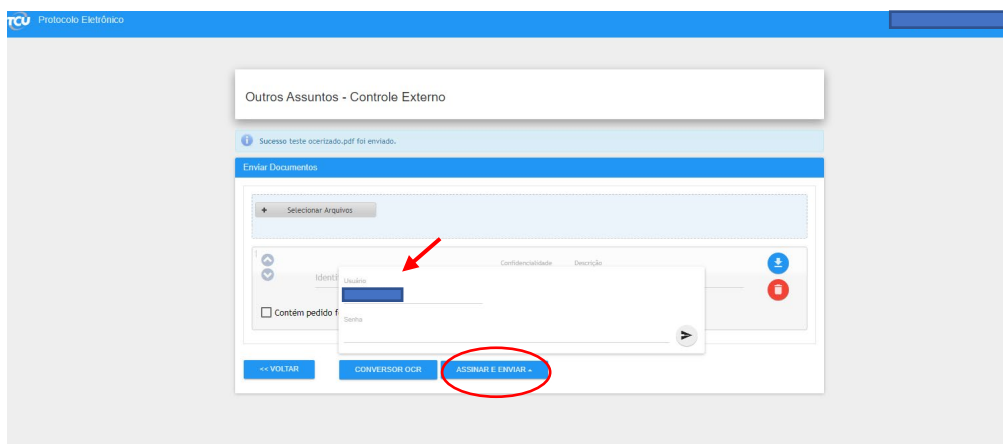 TCU Protocolo Eletrônico
Outros Assuntos - Controle Externo
Sucesso teste ocerizado.pdf foi enviado.
Enviar Documentos
+ Selecionar Arquivos
1
Confidencialidade Descrição
Identi
Usuário
Contém pedido f
Senha
<< VOLTAR CONVERSOR OCR ASSINAR E ENVIAR